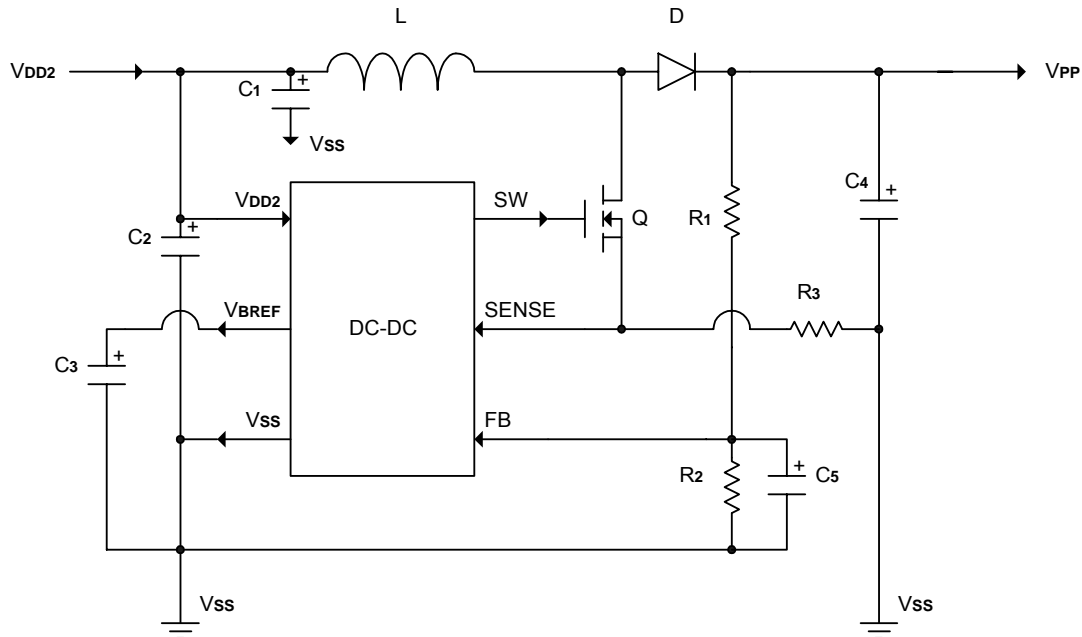 L
D
VDD2
VPP
C1
+
VSS
C4
+
VDD2
SW
Q
R1
C2
+
R3
VBREF
DC-DC
SENSE
C3
+
VSS
FB
R2
+
C5
VSS
VSS